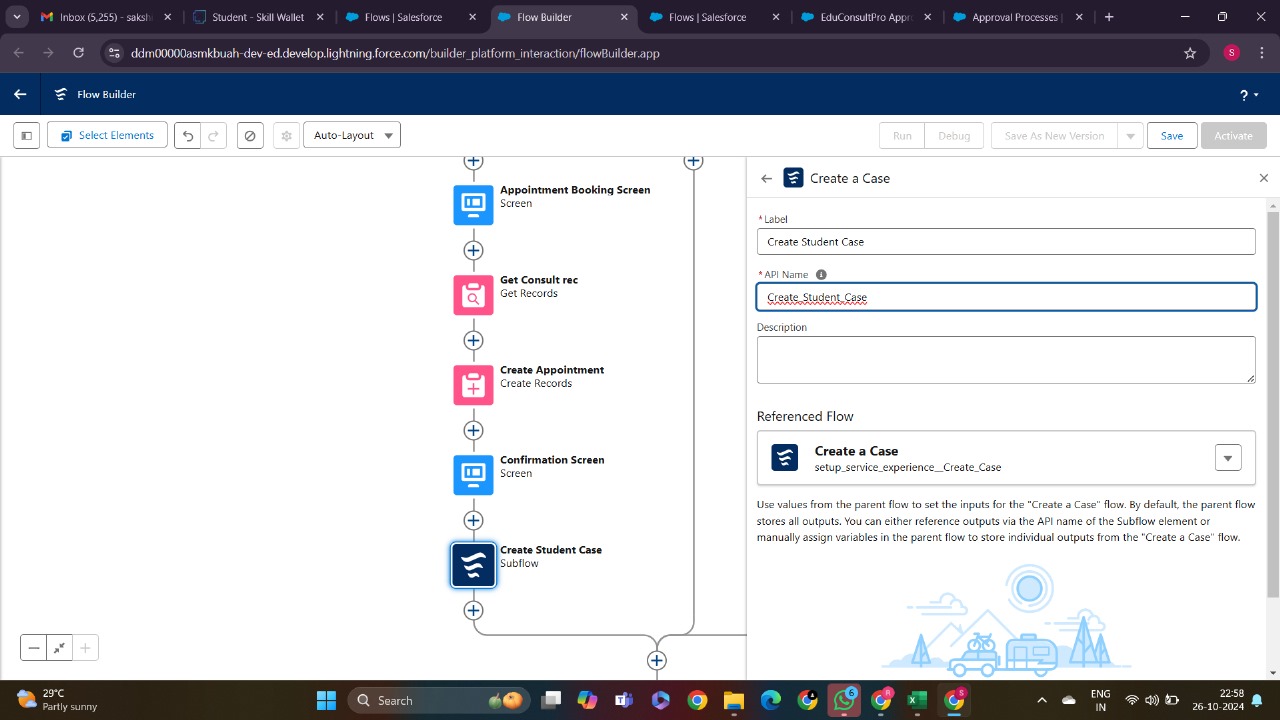 Inbox (5,255) - saksh
Student - Skill Wallet
Flows | Salesforce
Flow Builder
Flows | Salesforce
EduConsultPro Appr
Approval Processes |
ddm00000asmkbuah-dev-ed.develop.lightning.force.com/builder_platform_interaction/flowBuilder.app
S
Flow Builder
?
Select Elements
Auto-Layout
Run
Debug
Save As New Version
Save
Activate
Appointment Booking Screen
Screen
Get Consult rec
Get Records
Create Appointment
Create Records
Confirmation Screen
Screen
Create Student Case
Subflow
Create a Case
* Label
Create Student Case
* API Name
Create_Student_Case
Description
Referenced Flow
Create a Case
setup_service_experience__Create_Case
Use values from the parent flow to set the inputs for the "Create a Case" flow. By default, the parent flow
stores all outputs. You can either reference outputs via the API name of the Subflow element or
manually assign variables in the parent flow to store individual outputs from the "Create a Case" flow.
29°C
Partly sunny
Search
6
R
S
ENG
IN
22:58
26-10-2024